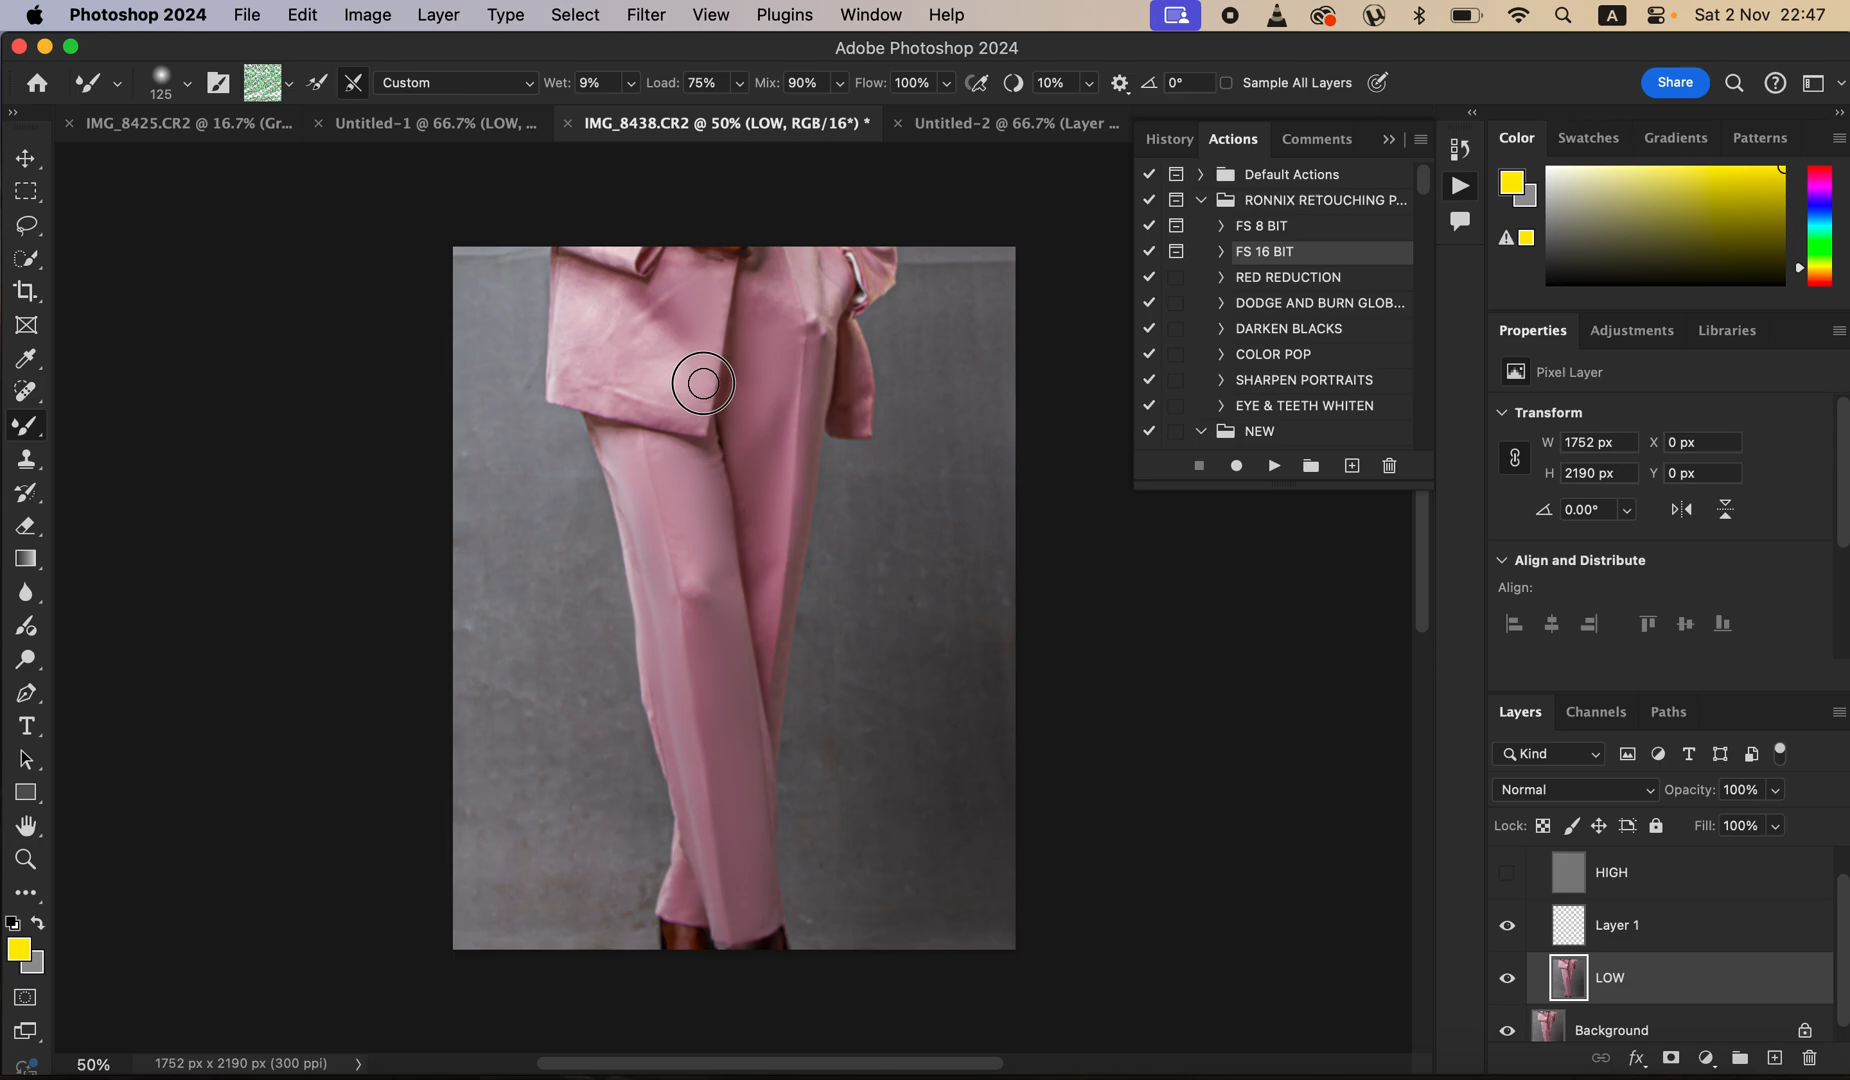 Photoshop 2024 File Edit Image Layer Type Select Filter View Plugins Window Help A Sat 2 Nov 22:47
Adobe Photoshop 2024
125 Custom Wet: 9% Load: 75% Mix: 90% Flow: 100% 10% 0° Sample All Layers Share
IMG_8425.CR2 @ 16.7% (Gr... Untitled-1 @ 66.7% (LOW, ... IMG_8438.CR2 @ 50% (LOW, RGB/16*) * Untitled-2 @ 66.7% (Layer ...
History Actions Comments
Default Actions
RONNIX RETOUCHING P...
FS 8 BIT
FS 16 BIT
RED REDUCTION
DODGE AND BURN GLOB...
DARKEN BLACKS
COLOR POP
SHARPEN PORTRAITS
EYE & TEETH WHITEN
NEW
Color Swatches Gradients Patterns
Properties Adjustments Libraries
Pixel Layer
Transform
W 1752 px X 0 px
H 2190 px Y 0 px
0.00°
Align and Distribute
Align:
Layers Channels Paths
Kind
Normal Opacity: 100%
Lock: Fill: 100%
HIGH
Layer 1
LOW
Background
fx
50% 1752 px x 2190 px (300 ppi)